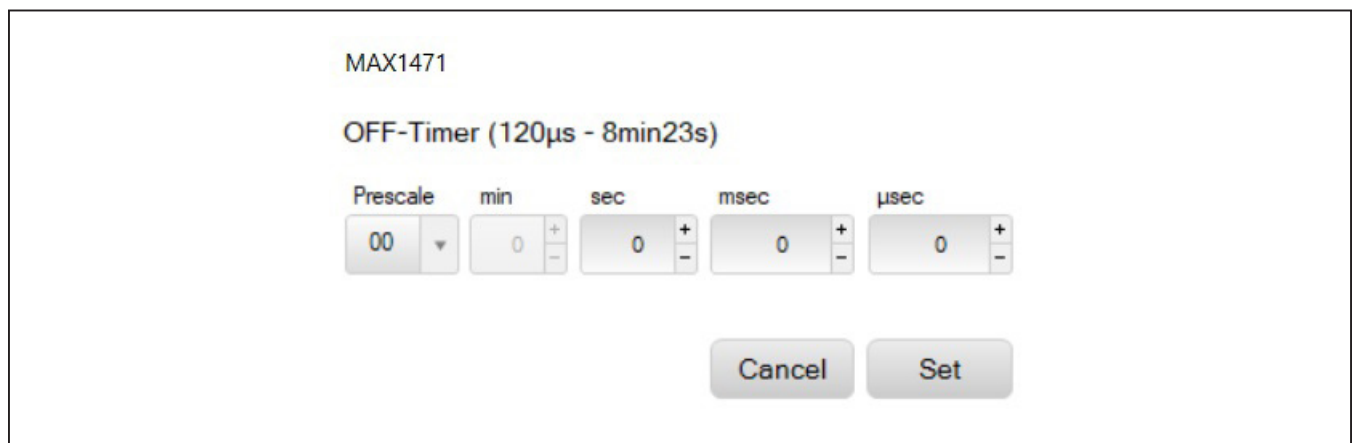 MAX1471
OFF-Timer (120µs - 8min23s)
Prescale min sec msec µsec
00 0 + - 0 + - 0 + - 0 + -
Cancel Set